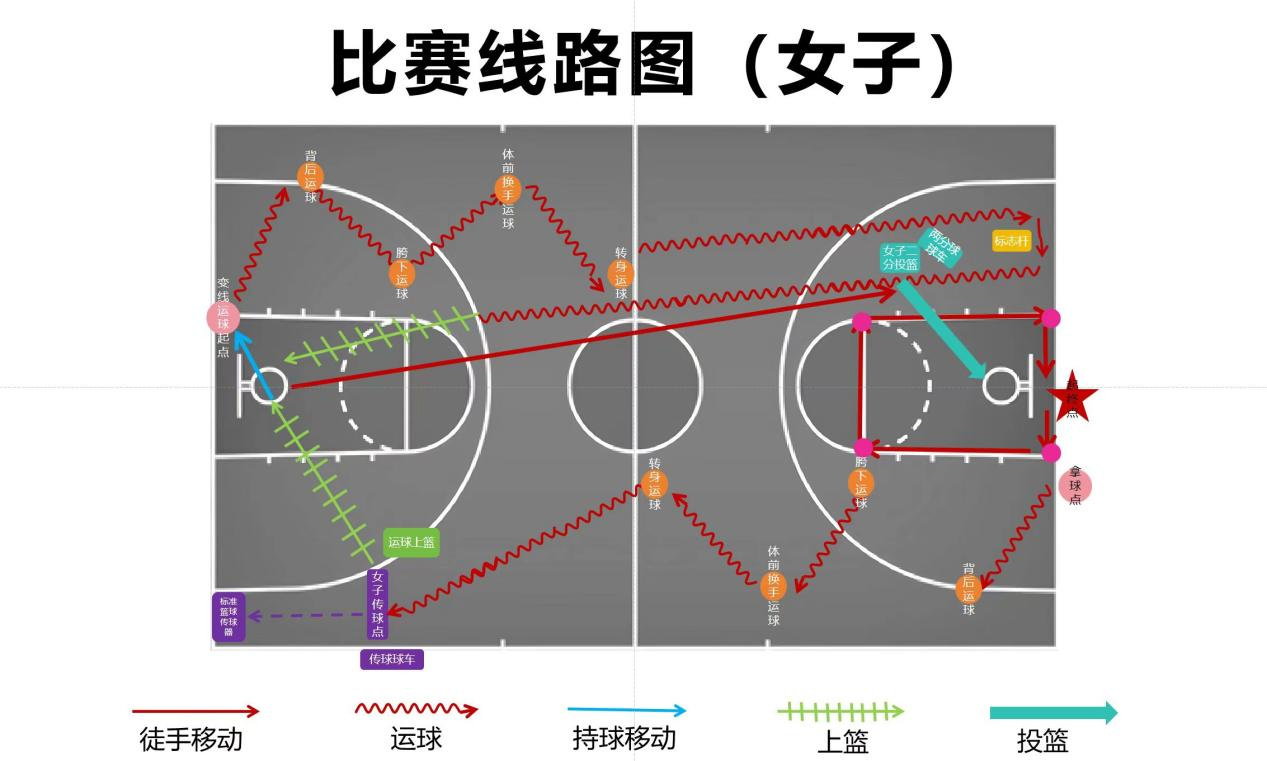 比赛线路图（女子）
背后运球
体前换手运球
跨下运球
转身运球
变线运球起点
女子二
分投篮
两分球
球车
标志杆
起终点
拿球点
转身运球
跨下运球
体前换手运球
背后运球
运球上篮
女子传球点
标准
篮球
传球
器
传球球车
徒手移动
运球
持球移动
上篮
投篮